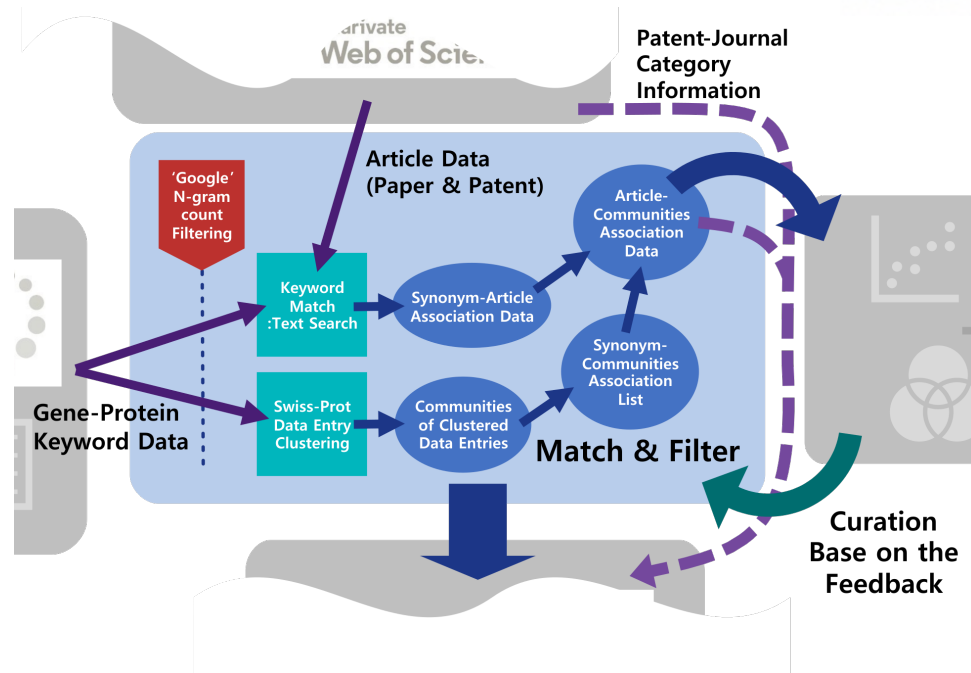 Web of Scie
Patent-Journal
Category
Information
Article Data
(Paper & Patent)
'Google'
N-gram
count
Filtering
Article-
Communities
Association
Data
Keyword
Match
:Text Search
Synonym-Article
Association Data
Synonym-
Communities
Association
List
Gene-Protein
Keyword Data
Swiss-Prot
Data Entry
Clustering
Communities
of Clustered
Data Entries
Match & Filter
Curation
Base on the
Feedback